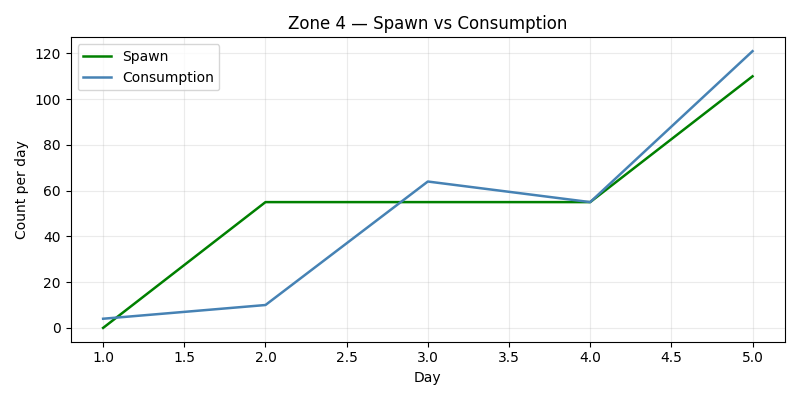 Zone 4 — Spawn vs Consumption
Spawn
Consumption
Count per day
120
100
80
60
40
20
0
1.0 1.5 2.0 2.5 3.0 3.5 4.0 4.5 5.0
Day